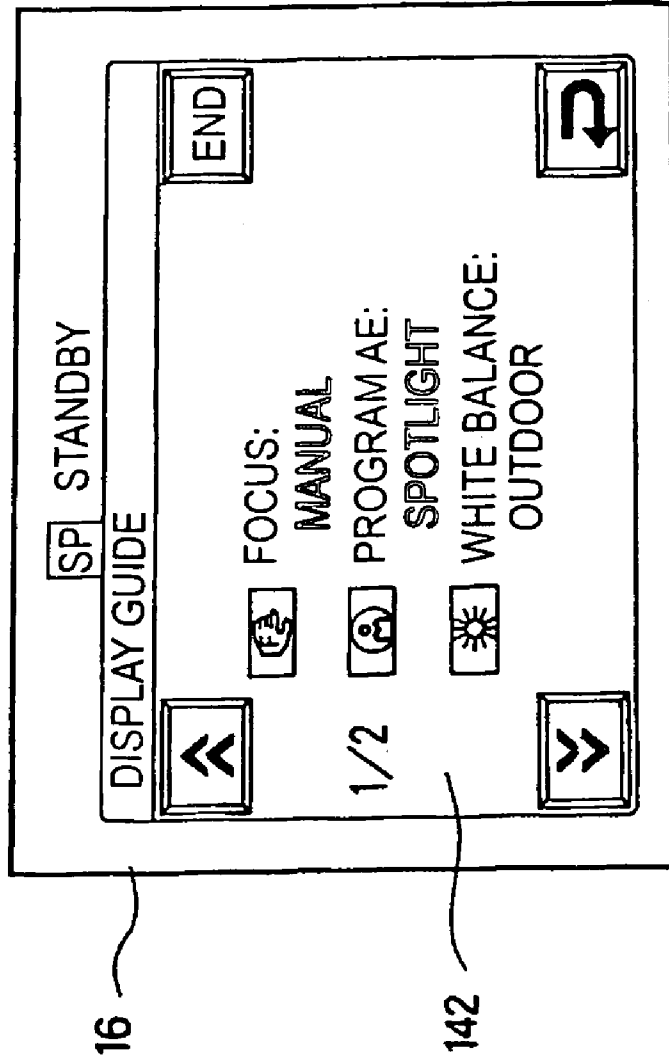 SP STANDBY
DISPLAY GUIDE
END
FOCUS:
MANUAL
1/2
PROGRAM AE:
SPOTLIGHT
WHITE BALANCE:
OUTDOOR
16
142